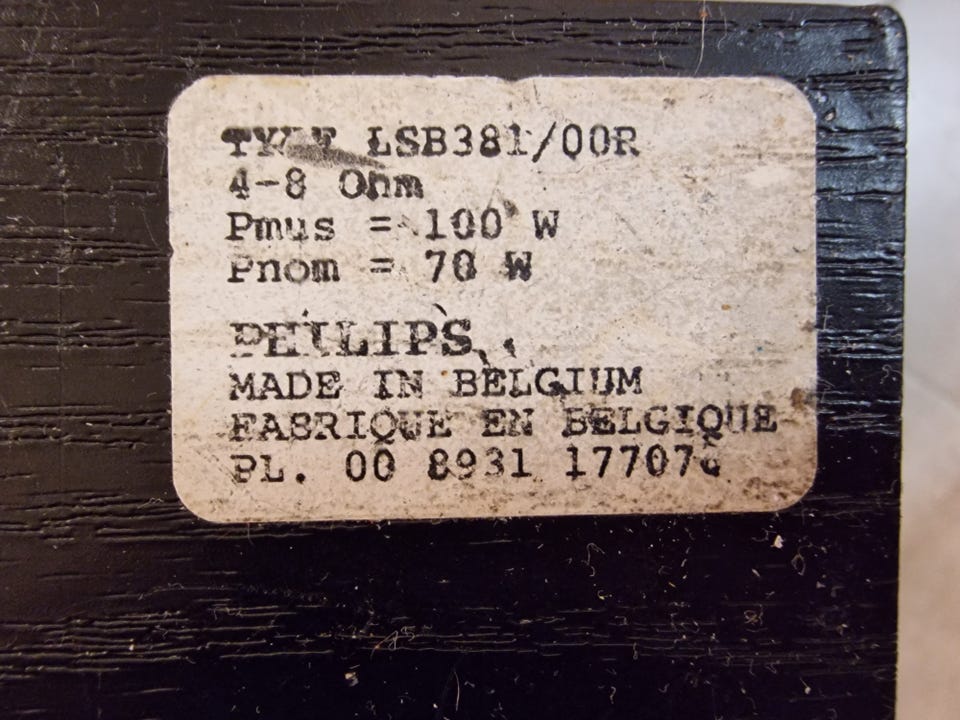 TYPE LSB381/00R
4-8 Ohm
Pmus = 100 W
Pnom = 70 W
PHILIPS
MADE IN BELGIUM
FABRIQUE EN BELGIQUE
PL. 00 8931